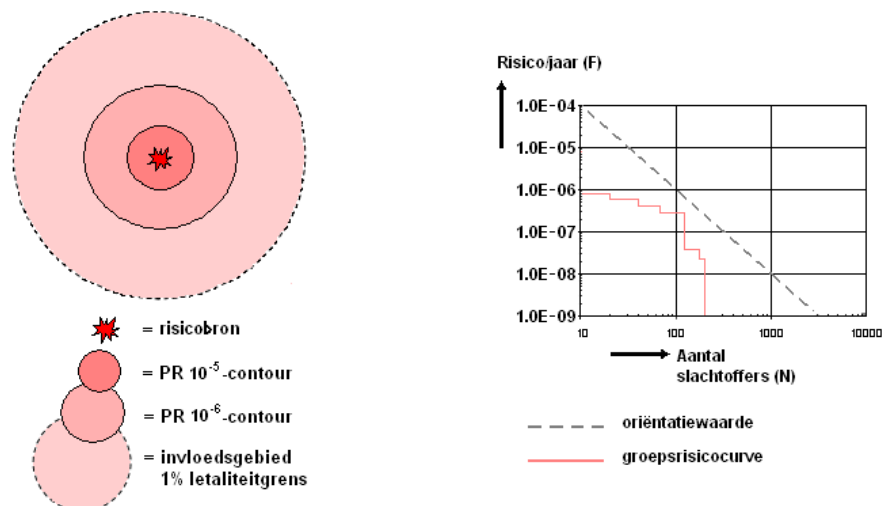 = risicobron
= PR 10⁻⁵-contour
= PR 10⁻⁶-contour
= invloedsgebied
1% letaliteitgrens
Risico/jaar (F)
1.0E-04
1.0E-05
1.0E-06
1.0E-07
1.0E-08
1.0E-09
10 100 1000 10000
Aantal
slachtoffers (N)
oriëntatiewaarde
groepsrisicocurve